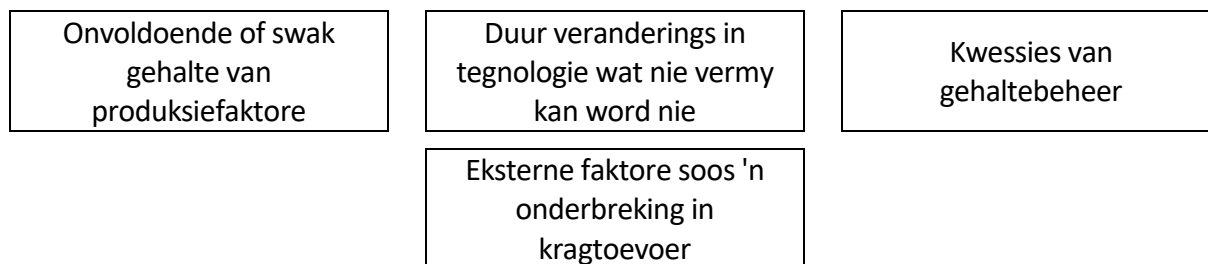 Onvoldoende of swak
gehalte van
produksiefaktore
Duur veranderings in
tegnologie wat nie vermy
kan word nie
Kwessies van
gehaltebeheer
Eksterne faktore soos 'n
onderbreking in
kragtoevoer